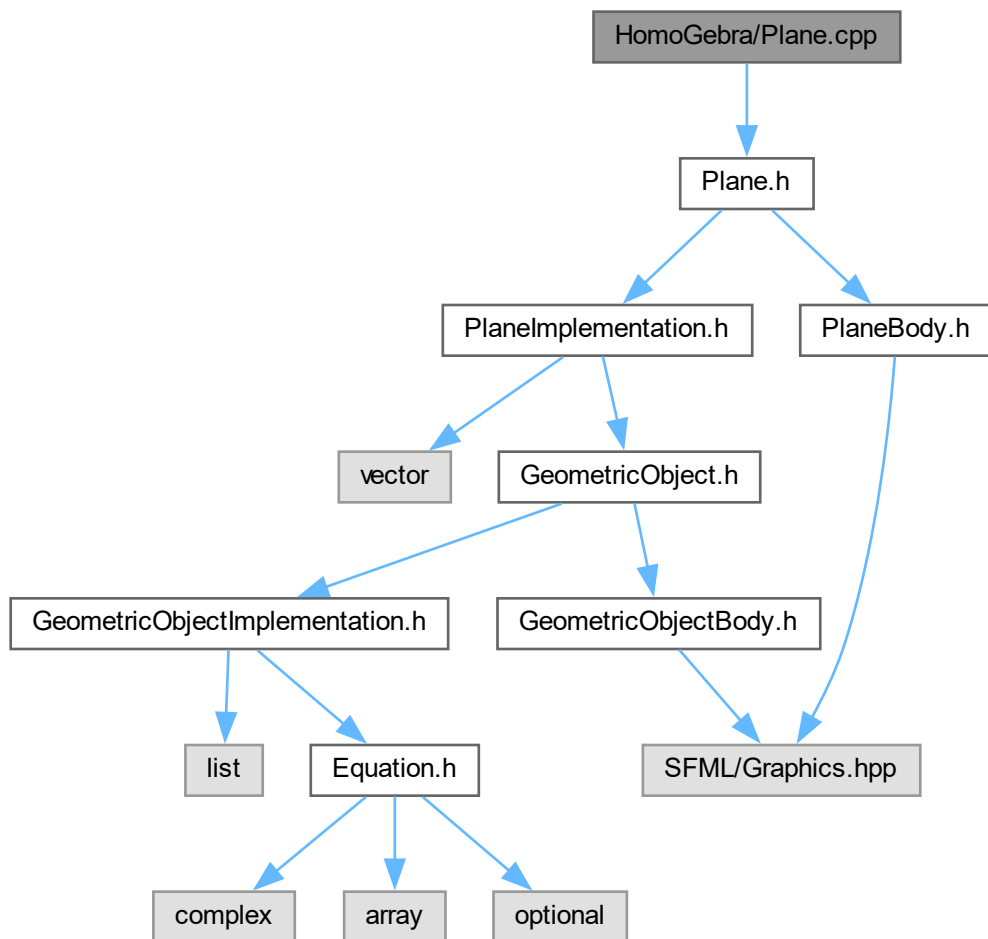 HomoGebra/Plane.cpp
Plane.h
PlaneImplementation.h
PlaneBody.h
vector
GeometricObject.h
GeometricObjectImplementation.h
GeometricObjectBody.h
list
Equation.h
SFML/Graphics.hpp
complex
array
optional